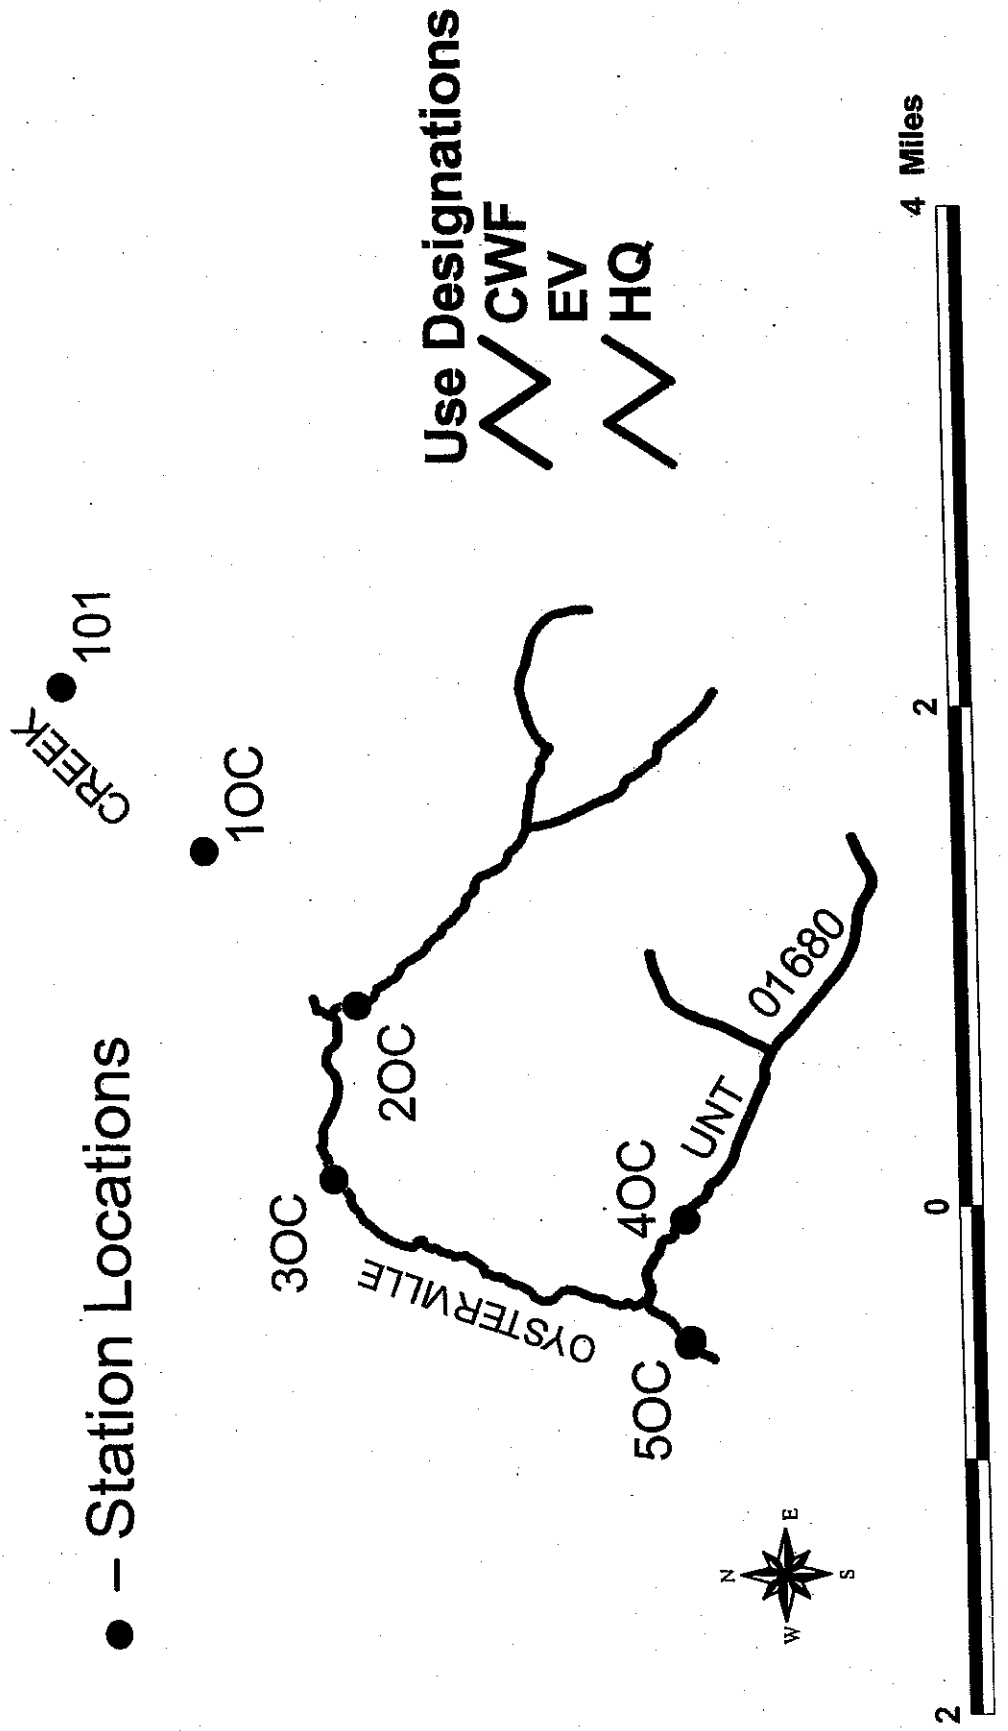 ● – Station Locations
CREEK
101
1OC
2OC
3OC
OYSTERVILLE
4OC
UNT
01680
5OC
Use Designations
CWF
EV
HQ
N
W
E
S
2
0
2
4 Miles